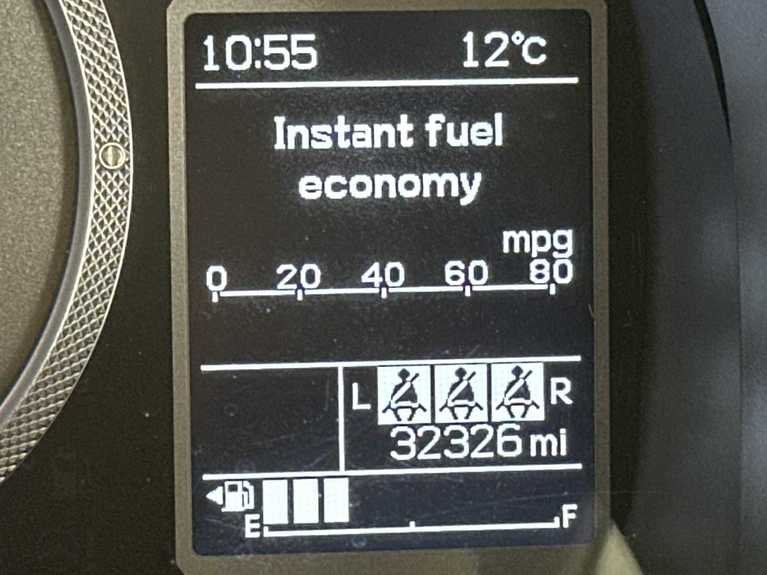 10:55 12°C
Instant fuel
economy
mpg
0 20 40 60 80
L R
32326 mi
E F